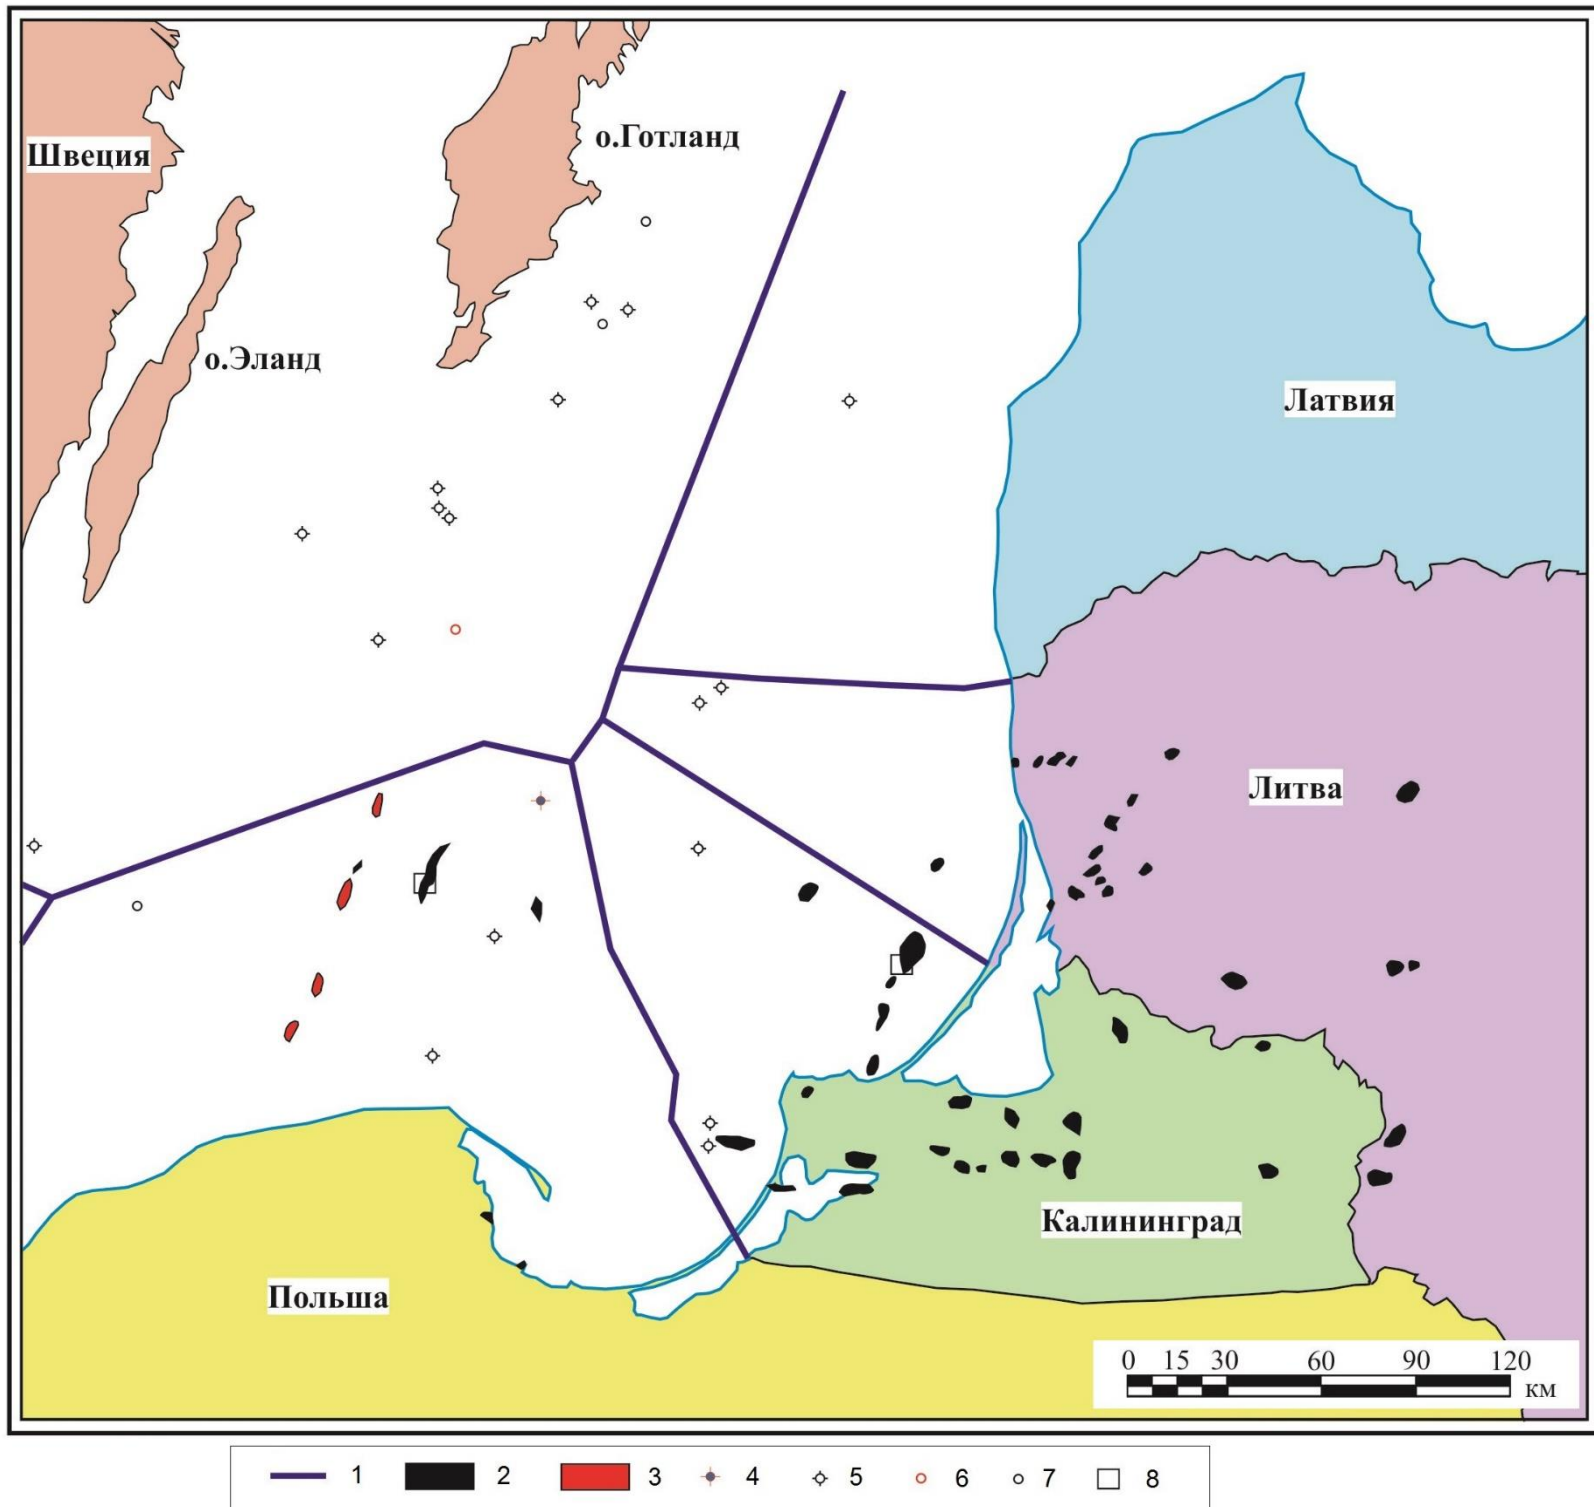 о.Готланд
Швеция
о.Эланд
Латвия
Литва
Калининград
Польша
0 15 30 60 90 120
км
1 2 3 4 5 6 7 8